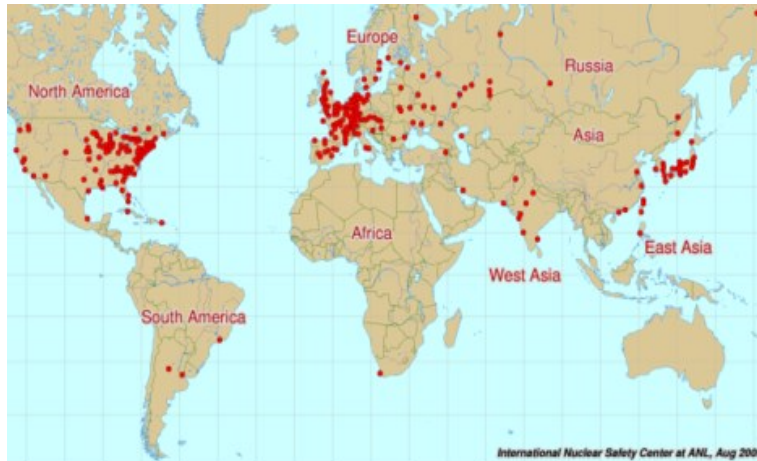 Europe
Russia
North America
Asia
Africa
East Asia
West Asia
South America
International Nuclear Safety Center at ANL, Aug 200